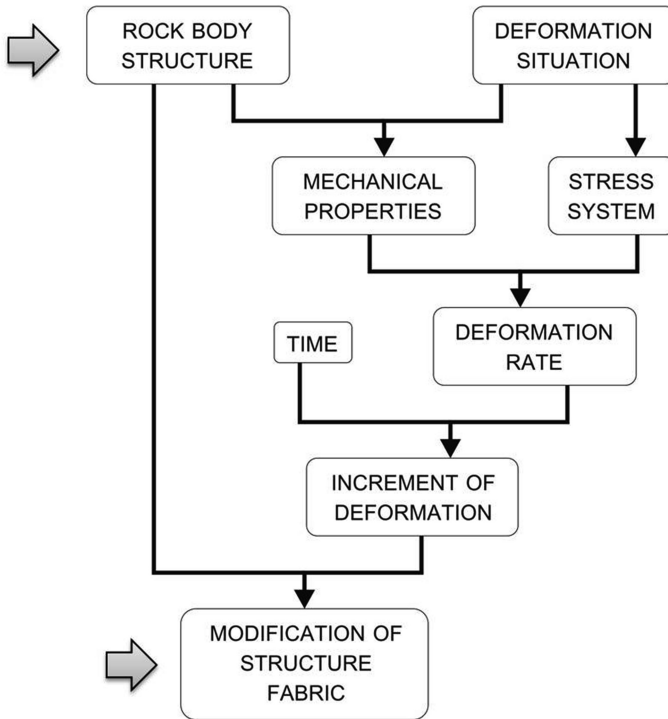 ROCK BODY
STRUCTURE
DEFORMATION
SITUATION
MECHANICAL
PROPERTIES
STRESS
SYSTEM
TIME
DEFORMATION
RATE
INCREMENT OF
DEFORMATION
MODIFICATION OF
STRUCTURE
FABRIC